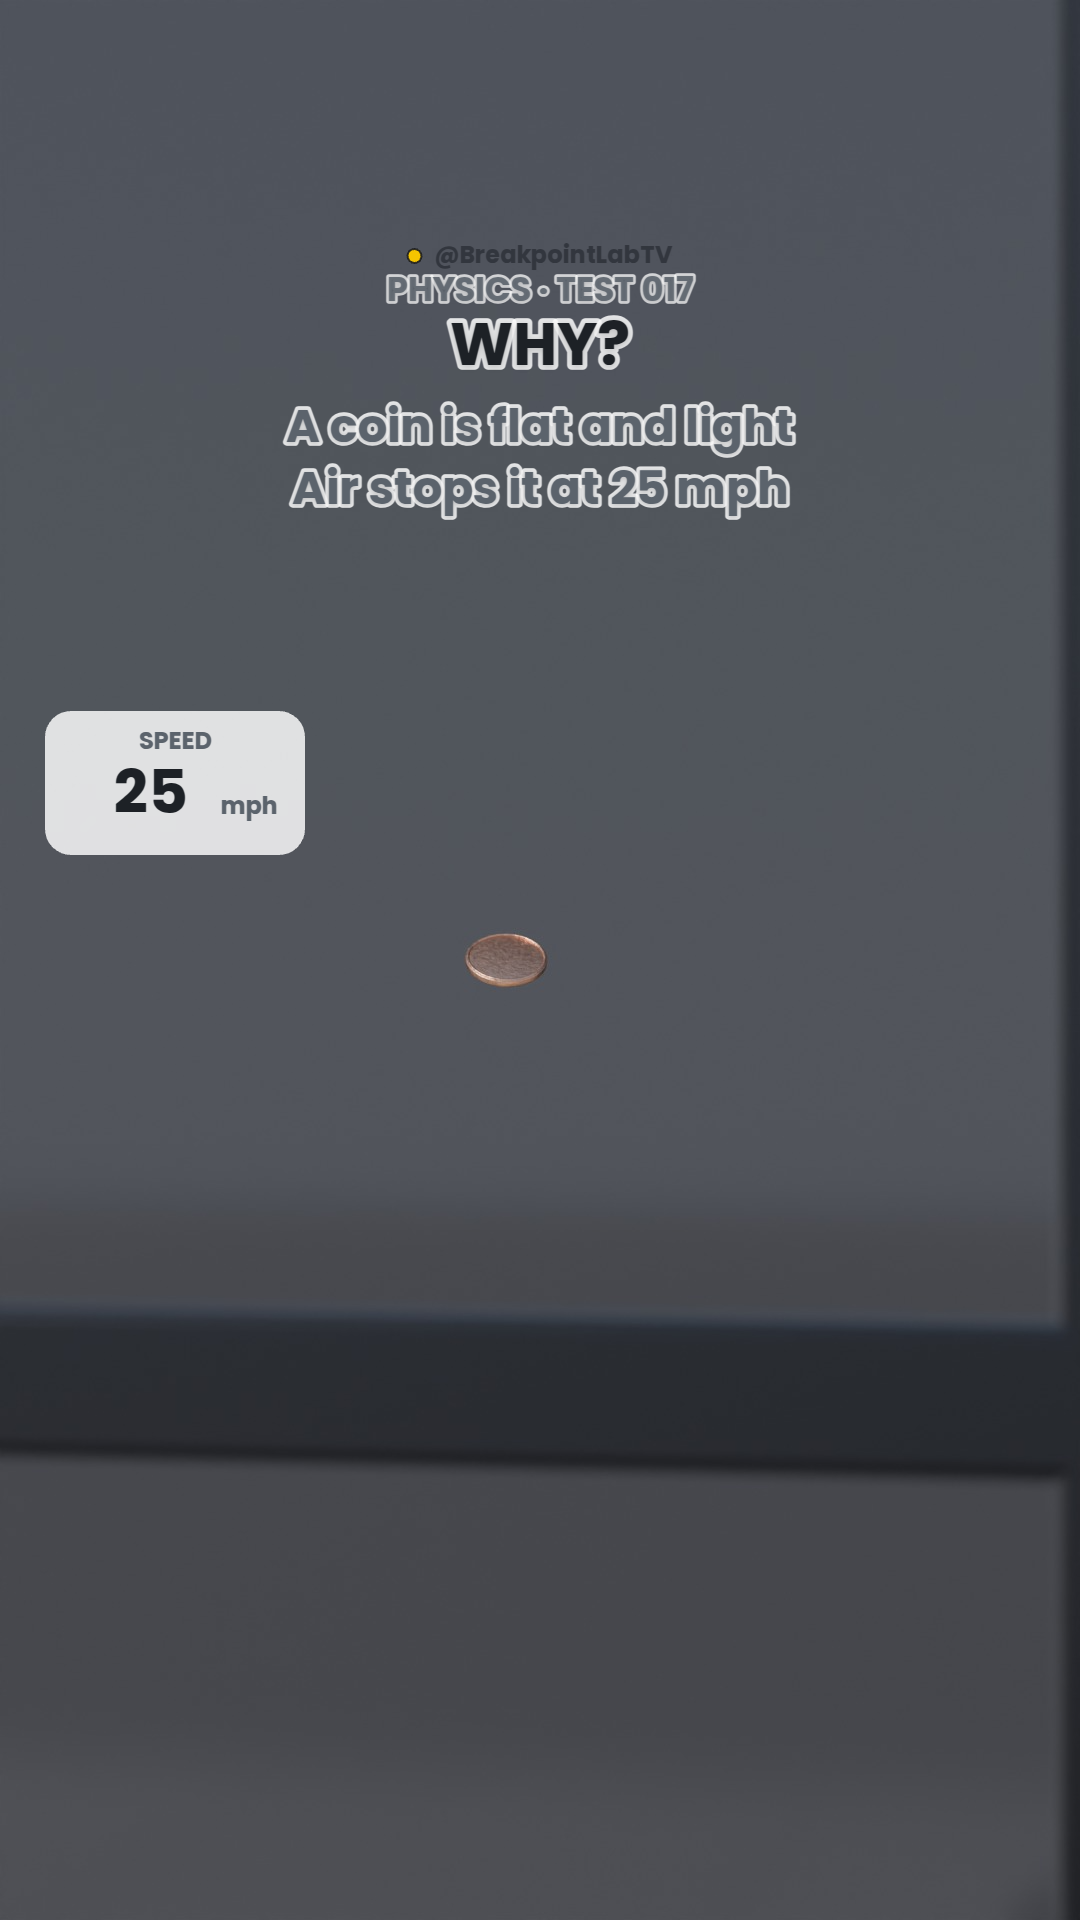 @BreakpointLabTV
PHYSICS • TEST 017
WHY?
A coin is flat and light
Air stops it at 25 mph
SPEED
25 mph